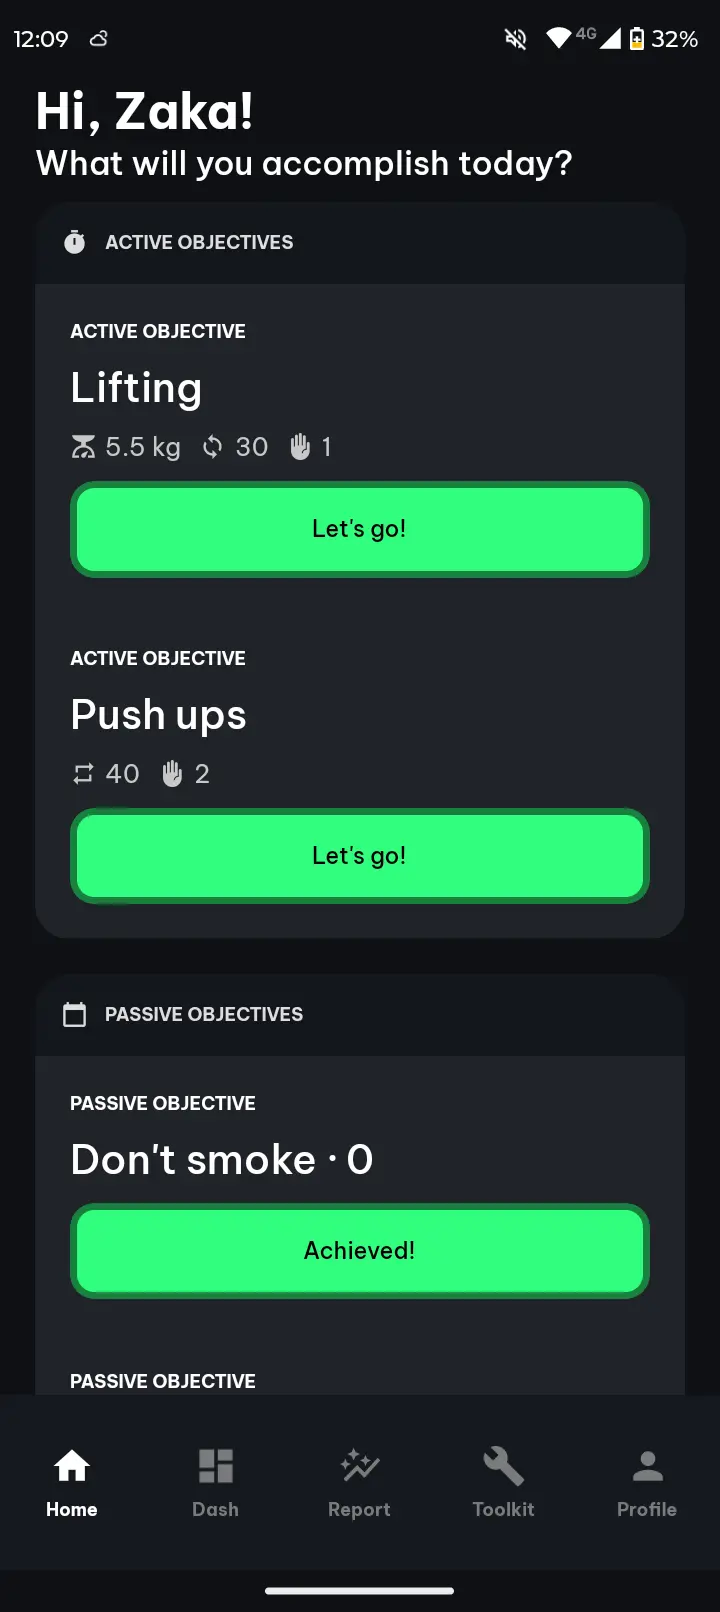 12:09 4G 32%
Hi, Zaka!
What will you accomplish today?
ACTIVE OBJECTIVES
ACTIVE OBJECTIVE
Lifting
5.5 kg 30 1
Let's go!
ACTIVE OBJECTIVE
Push ups
40 2
Let's go!
PASSIVE OBJECTIVES
PASSIVE OBJECTIVE
Don't smoke · 0
Achieved!
PASSIVE OBJECTIVE
Home Dash Report Toolkit Profile